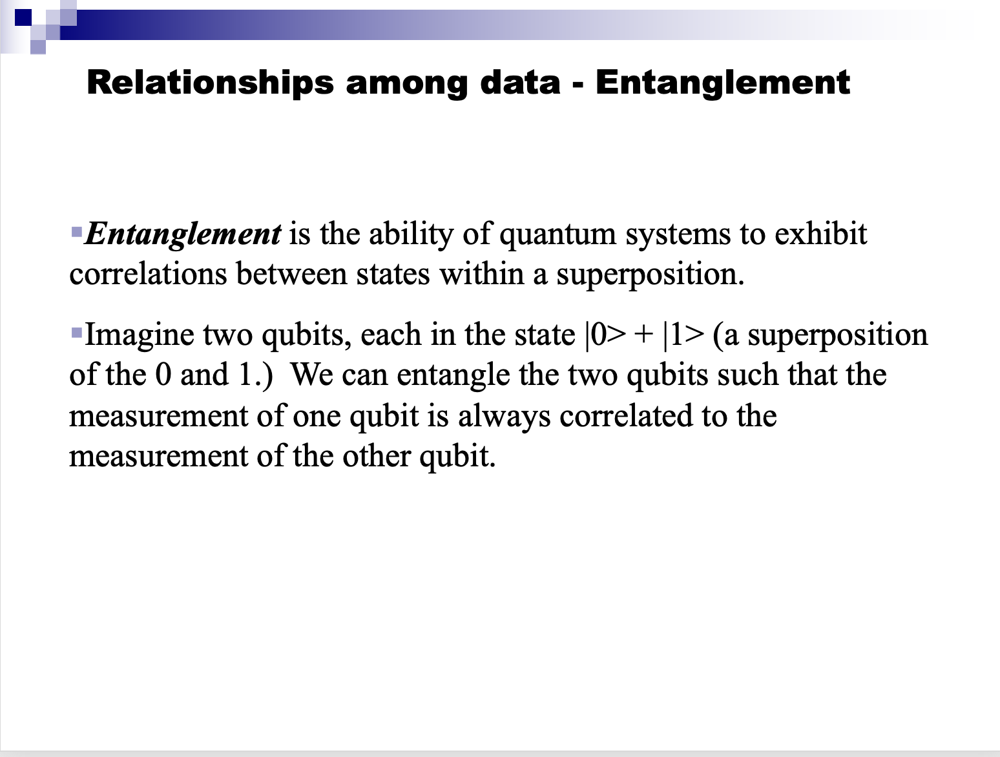 Relationships among data - Entanglement
▪Entanglement is the ability of quantum systems to exhibit
correlations between states within a superposition.
▪Imagine two qubits, each in the state |0> + |1> (a superposition
of the 0 and 1.)  We can entangle the two qubits such that the
measurement of one qubit is always correlated to the
measurement of the other qubit.